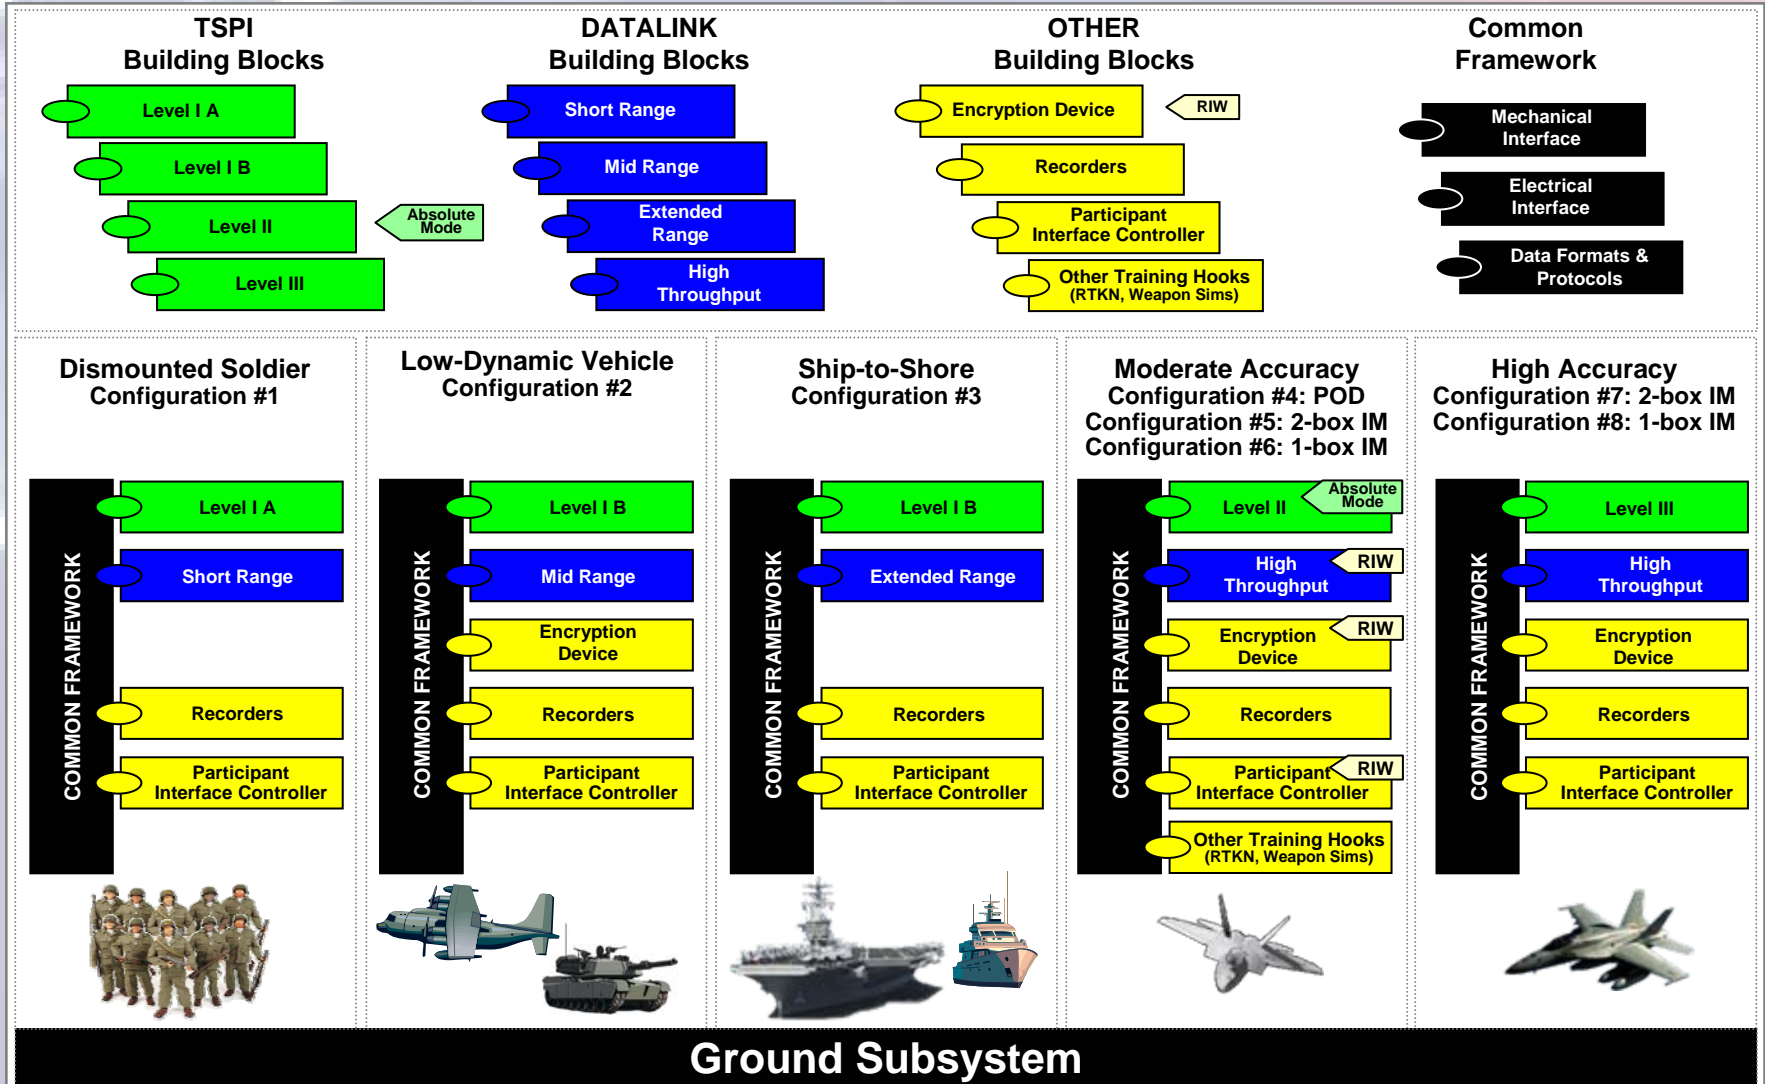 TSPI
Building Blocks
Level I A
Level I B
Level II
Absolute
Mode
Level III
DATALINK
Building Blocks
Short Range
Mid Range
Extended
Range
High
Throughput
OTHER
Building Blocks
Encryption Device
RIW
Recorders
Participant
Interface Controller
Other Training Hooks
(RTKN, Weapon Sims)
Common
Framework
Mechanical
Interface
Electrical
Interface
Data Formats &
Protocols
Dismounted Soldier
Configuration #1
COMMON FRAMEWORK
Level I A
Short Range
Recorders
Participant
Interface Controller
Low-Dynamic Vehicle
Configuration #2
COMMON FRAMEWORK
Level I B
Mid Range
Encryption
Device
Recorders
Participant
Interface Controller
Ship-to-Shore
Configuration #3
COMMON FRAMEWORK
Level I B
Extended Range
Recorders
Participant
Interface Controller
Moderate Accuracy
Configuration #4: POD
Configuration #5: 2-box IM
Configuration #6: 1-box IM
COMMON FRAMEWORK
Level II
Absolute
Mode
High
Throughput
RIW
Encryption
Device
RIW
Recorders
Participant
Interface Controller
RIW
Other Training Hooks
(RTKN, Weapon Sims)
High Accuracy
Configuration #7: 2-box IM
Configuration #8: 1-box IM
COMMON FRAMEWORK
Level III
High
Throughput
Encryption
Device
Recorders
Participant
Interface Controller
Ground Subsystem